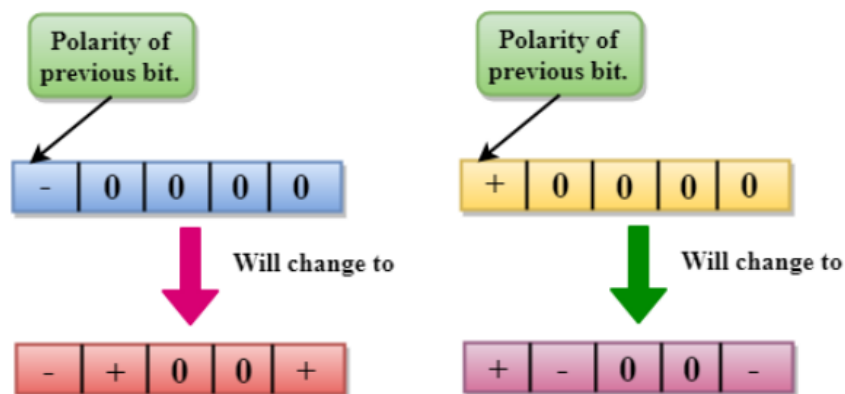 Polarity of
previous bit.
Polarity of
previous bit.
- 0 0 0 0
+ 0 0 0 0
Will change to
Will change to
- + 0 0 +
+ - 0 0 -